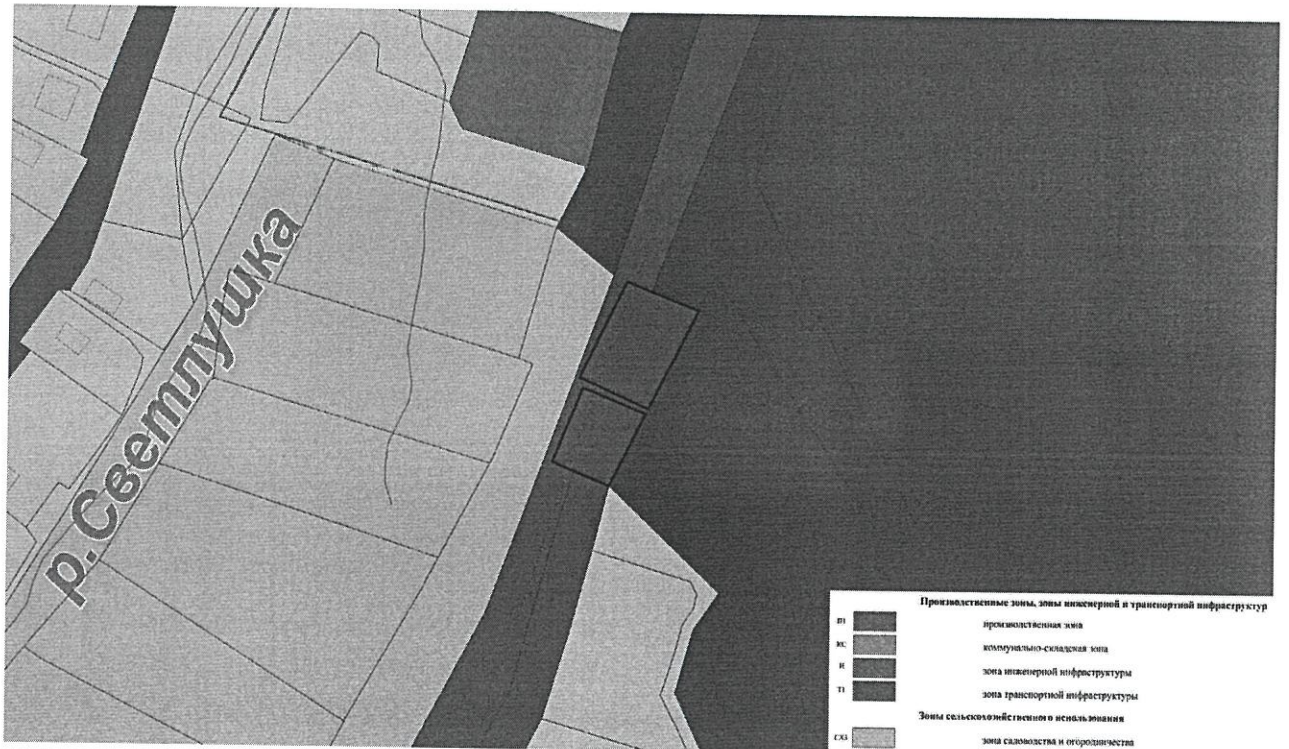 р. Светлушка
Производственные зоны, зоны инженерной и транспортной инфраструктур
П1 производственная зона
КС коммунально-складская зона
И зона инженерной инфраструктуры
Т1 зона транспортной инфраструктуры
Зоны сельскохозяйственного использования
СХ3 зона садоводства и огородничества